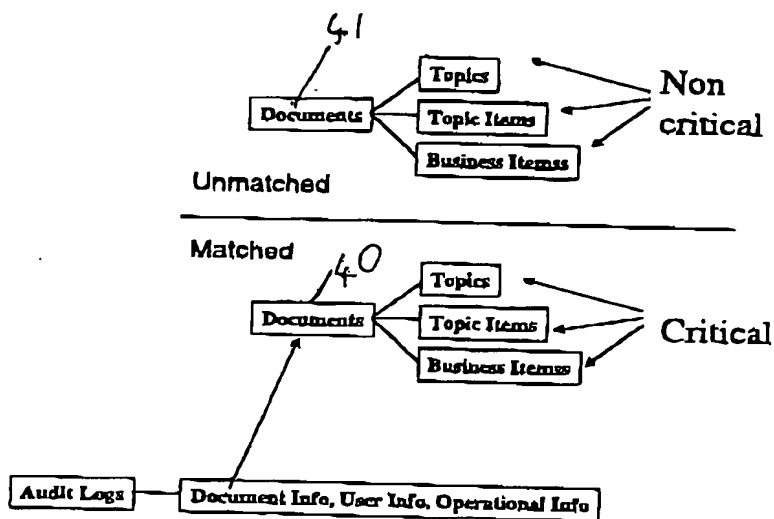 41
Topics
Documents
Topic Items
Business Itemss
Non
critical
Unmatched
Matched
40
Topics
Documents
Topic Items
Business Itemss
Critical
Audit Logs
Document Info, User Info, Operational Info